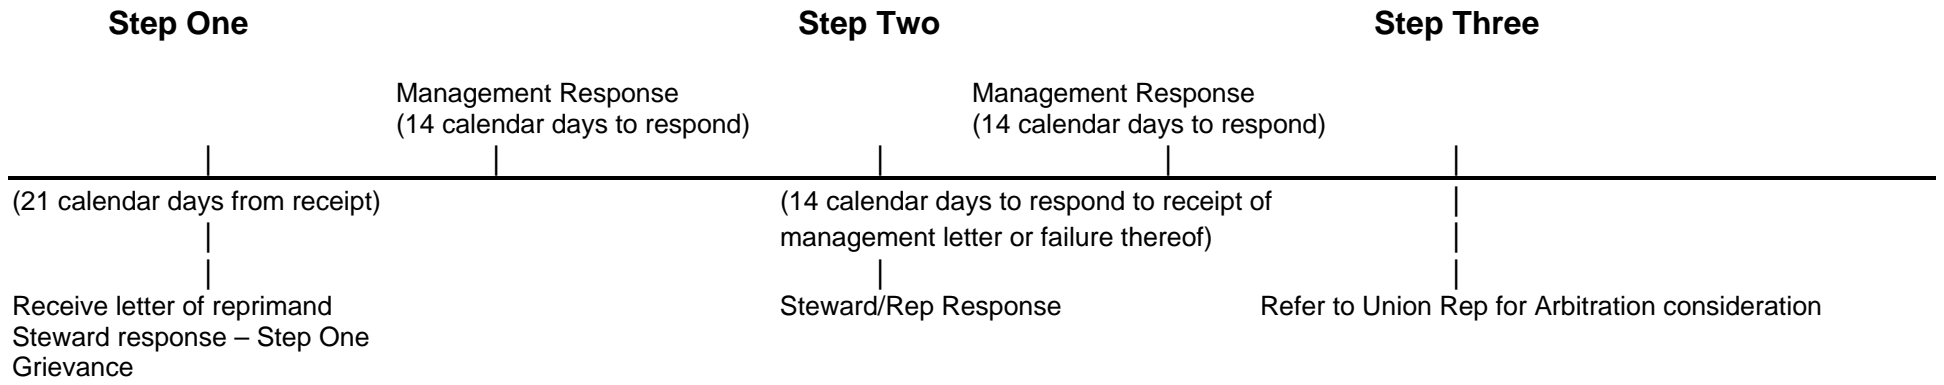 Step One
Step Two
Step Three
Management Response
(14 calendar days to respond)
Management Response
(14 calendar days to respond)
(21 calendar days from receipt)
(14 calendar days to respond to receipt of
management letter or failure thereof)
Receive letter of reprimand
Steward response – Step One
Grievance
Steward/Rep Response
Refer to Union Rep for Arbitration consideration